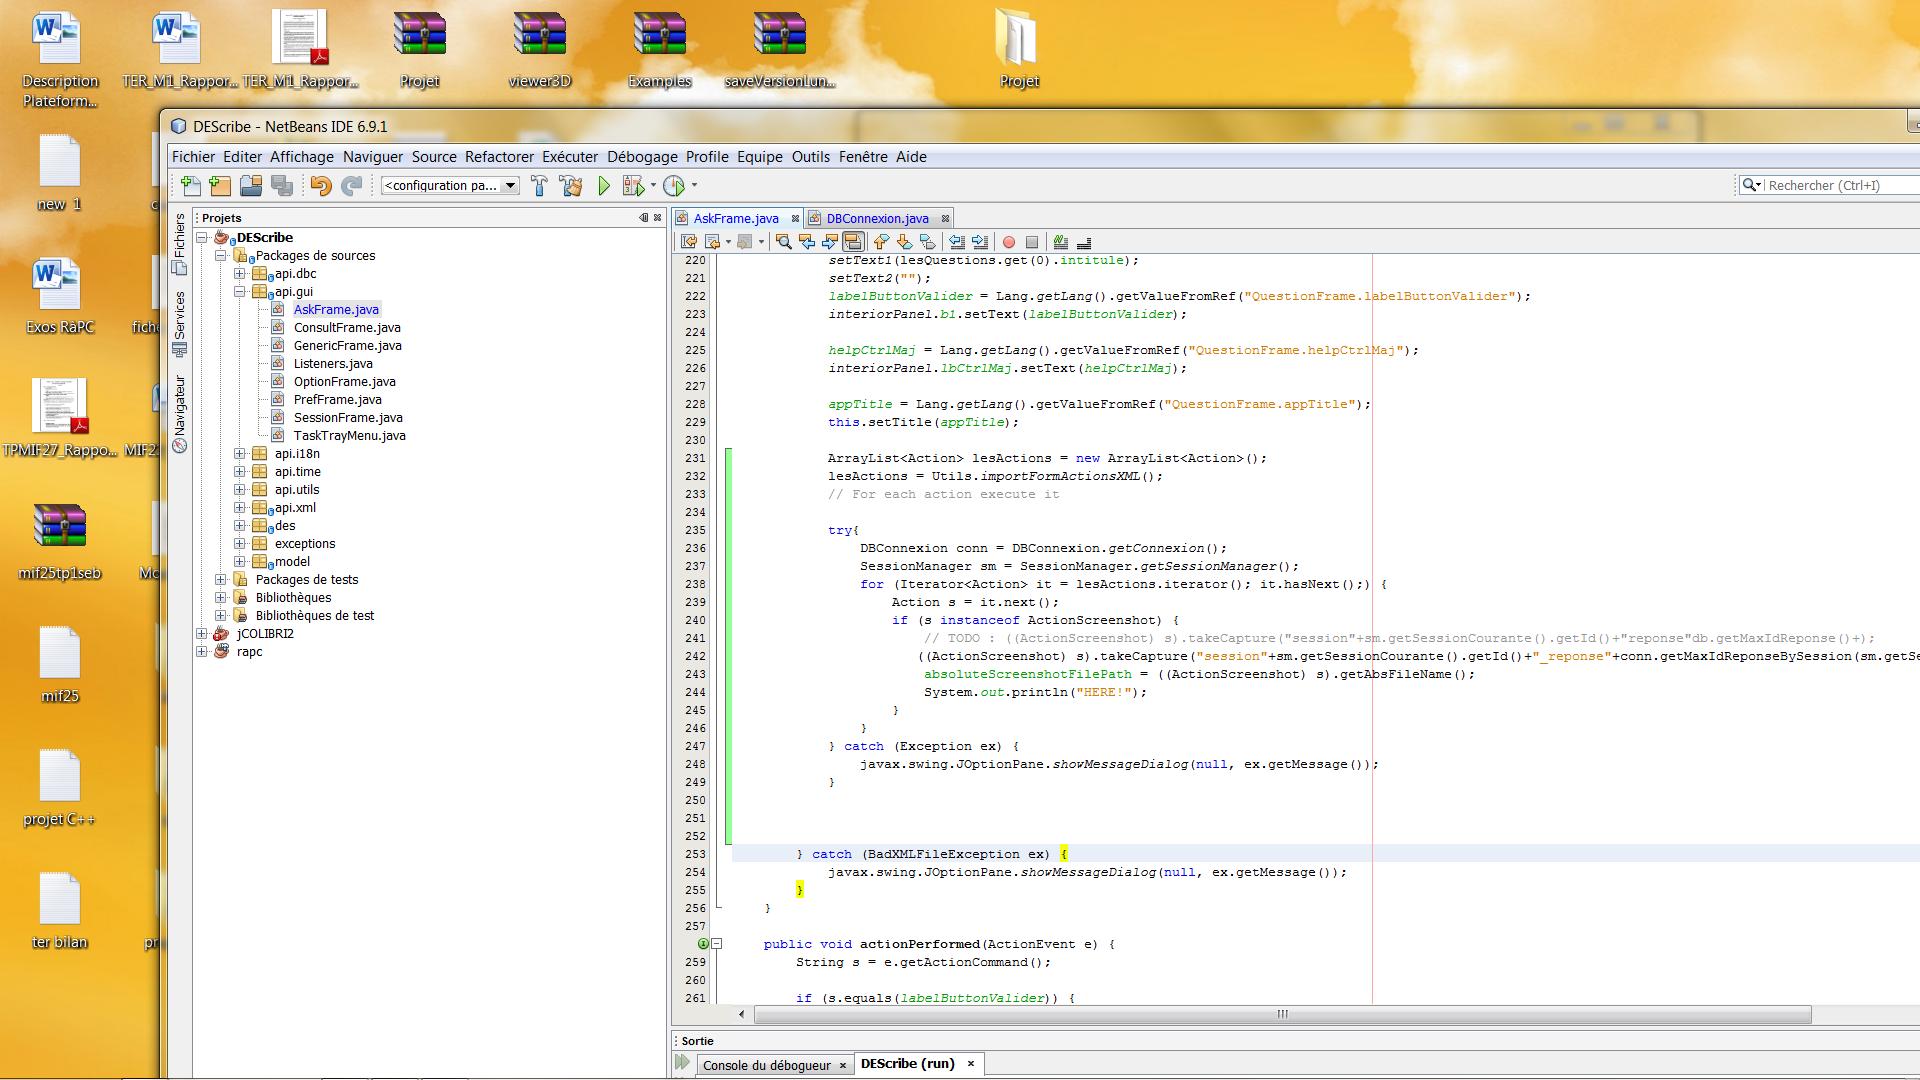 Description
Plateform...
TER_M1_Rappor...
TER_M1_Rappor...
Projet
viewer3D
Examples
saveVersionLun...
Projet
new 1
Exos RàPC
fiche
TPMIF27_Rappo...
mif25tp1seb
mif25
projet C++
ter bilan
DEScribe - NetBeans IDE 6.9.1
Fichier Editer Affichage Naviguer Source Refactorer Exécuter Débogage Profile Equipe Outils Fenêtre Aide
<configuration pa...
Rechercher (Ctrl+I)
Fichiers
Services
Navigateur
Projets
DEScribe
Packages de sources
api.dbc
api.gui
AskFrame.java
ConsultFrame.java
GenericFrame.java
Listeners.java
OptionFrame.java
PrefFrame.java
SessionFrame.java
TaskTrayMenu.java
api.i18n
api.time
api.utils
api.xml
des
exceptions
model
Packages de tests
Bibliothèques
Bibliothèques de test
jCOLIBRI2
rapc
AskFrame.java
DBConnexion.java
220 setText1(lesQuestions.get(0).intitule);
221 setText2("");
222 labelButtonValider = Lang.getLang().getValueFromRef("QuestionFrame.labelButtonValider");
223 interiorPanel.b1.setText(labelButtonValider);
224
225 helpCtrlMaj = Lang.getLang().getValueFromRef("QuestionFrame.helpCtrlMaj");
226 interiorPanel.lbCtrlMaj.setText(helpCtrlMaj);
227
228 appTitle = Lang.getLang().getValueFromRef("QuestionFrame.appTitle");
229 this.setTitle(appTitle);
230
231 ArrayList<Action> lesActions = new ArrayList<Action>();
232 lesActions = Utils.importFormActionsXML();
233 // For each action execute it
234
235 try{
236 DBConnexion conn = DBConnexion.getConnexion();
237 SessionManager sm = SessionManager.getSessionManager();
238 for (Iterator<Action> it = lesActions.iterator(); it.hasNext();) {
239 Action s = it.next();
240 if (s instanceof ActionScreenshot) {
241 // TODO : ((ActionScreenshot) s).takeCapture("session"+sm.getSessionCourante().getId()+"reponse"db.getMaxIdReponse()+);
242 ((ActionScreenshot) s).takeCapture("session"+sm.getSessionCourante().getId()+"_reponse"+conn.getMaxIdReponseBySession(sm.getSe
243 absoluteScreenshotFilePath = ((ActionScreenshot) s).getAbsFileName();
244 System.out.println("HERE!");
245 }
246 }
247 } catch (Exception ex) {
248 javax.swing.JOptionPane.showMessageDialog(null, ex.getMessage());
249 }
250
251
252
253 } catch (BadXMLFileException ex) {
254 javax.swing.JOptionPane.showMessageDialog(null, ex.getMessage());
255 }
256 }
257
public void actionPerformed(ActionEvent e) {
259 String s = e.getActionCommand();
260
261 if (s.equals(labelButtonValider)) {
Sortie
Console du débogueur
DEScribe (run)